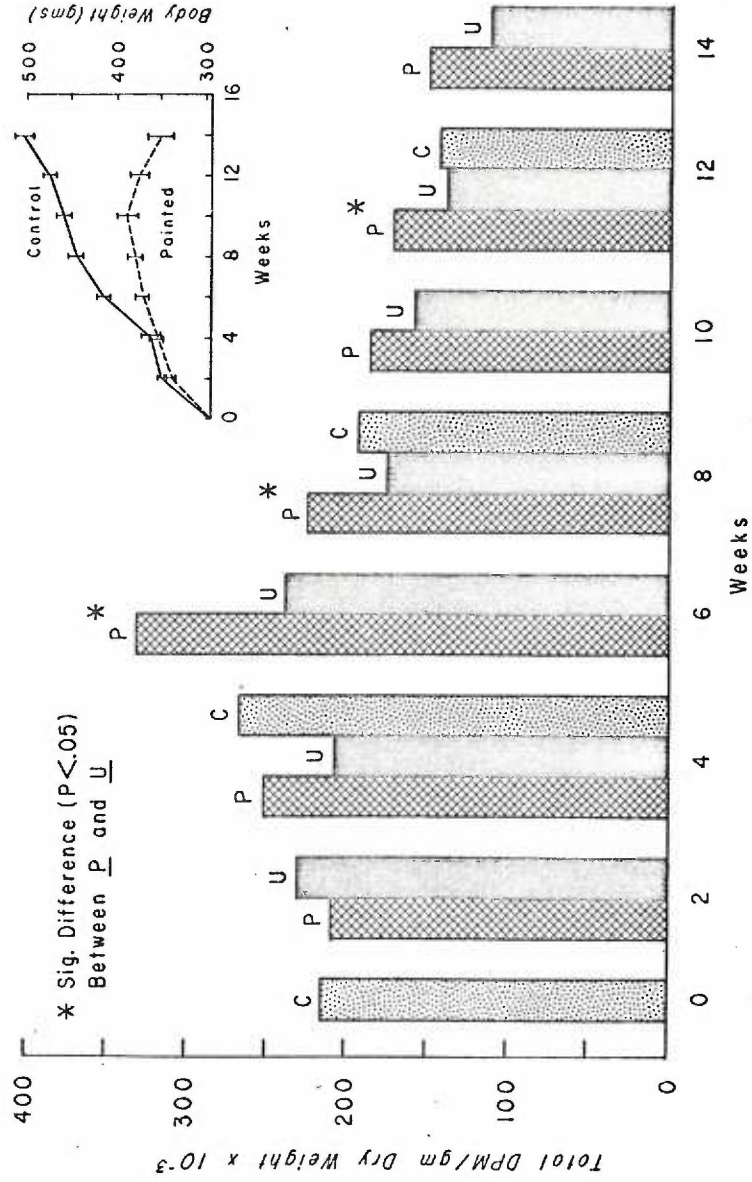 * Sig. Difference (P<.05)
Between P and U
400
300
200
100
0
Total DPM/gm Dry Weight x 10-3
C
P
U
P
U
C
P
*
U
P
*
U
C
P
U
P
*
U
C
P
U
0
2
4
6
8
10
12
14
Weeks
Control
Painted
500
400
300
Body Weight (gms)
0
4
8
12
16
Weeks